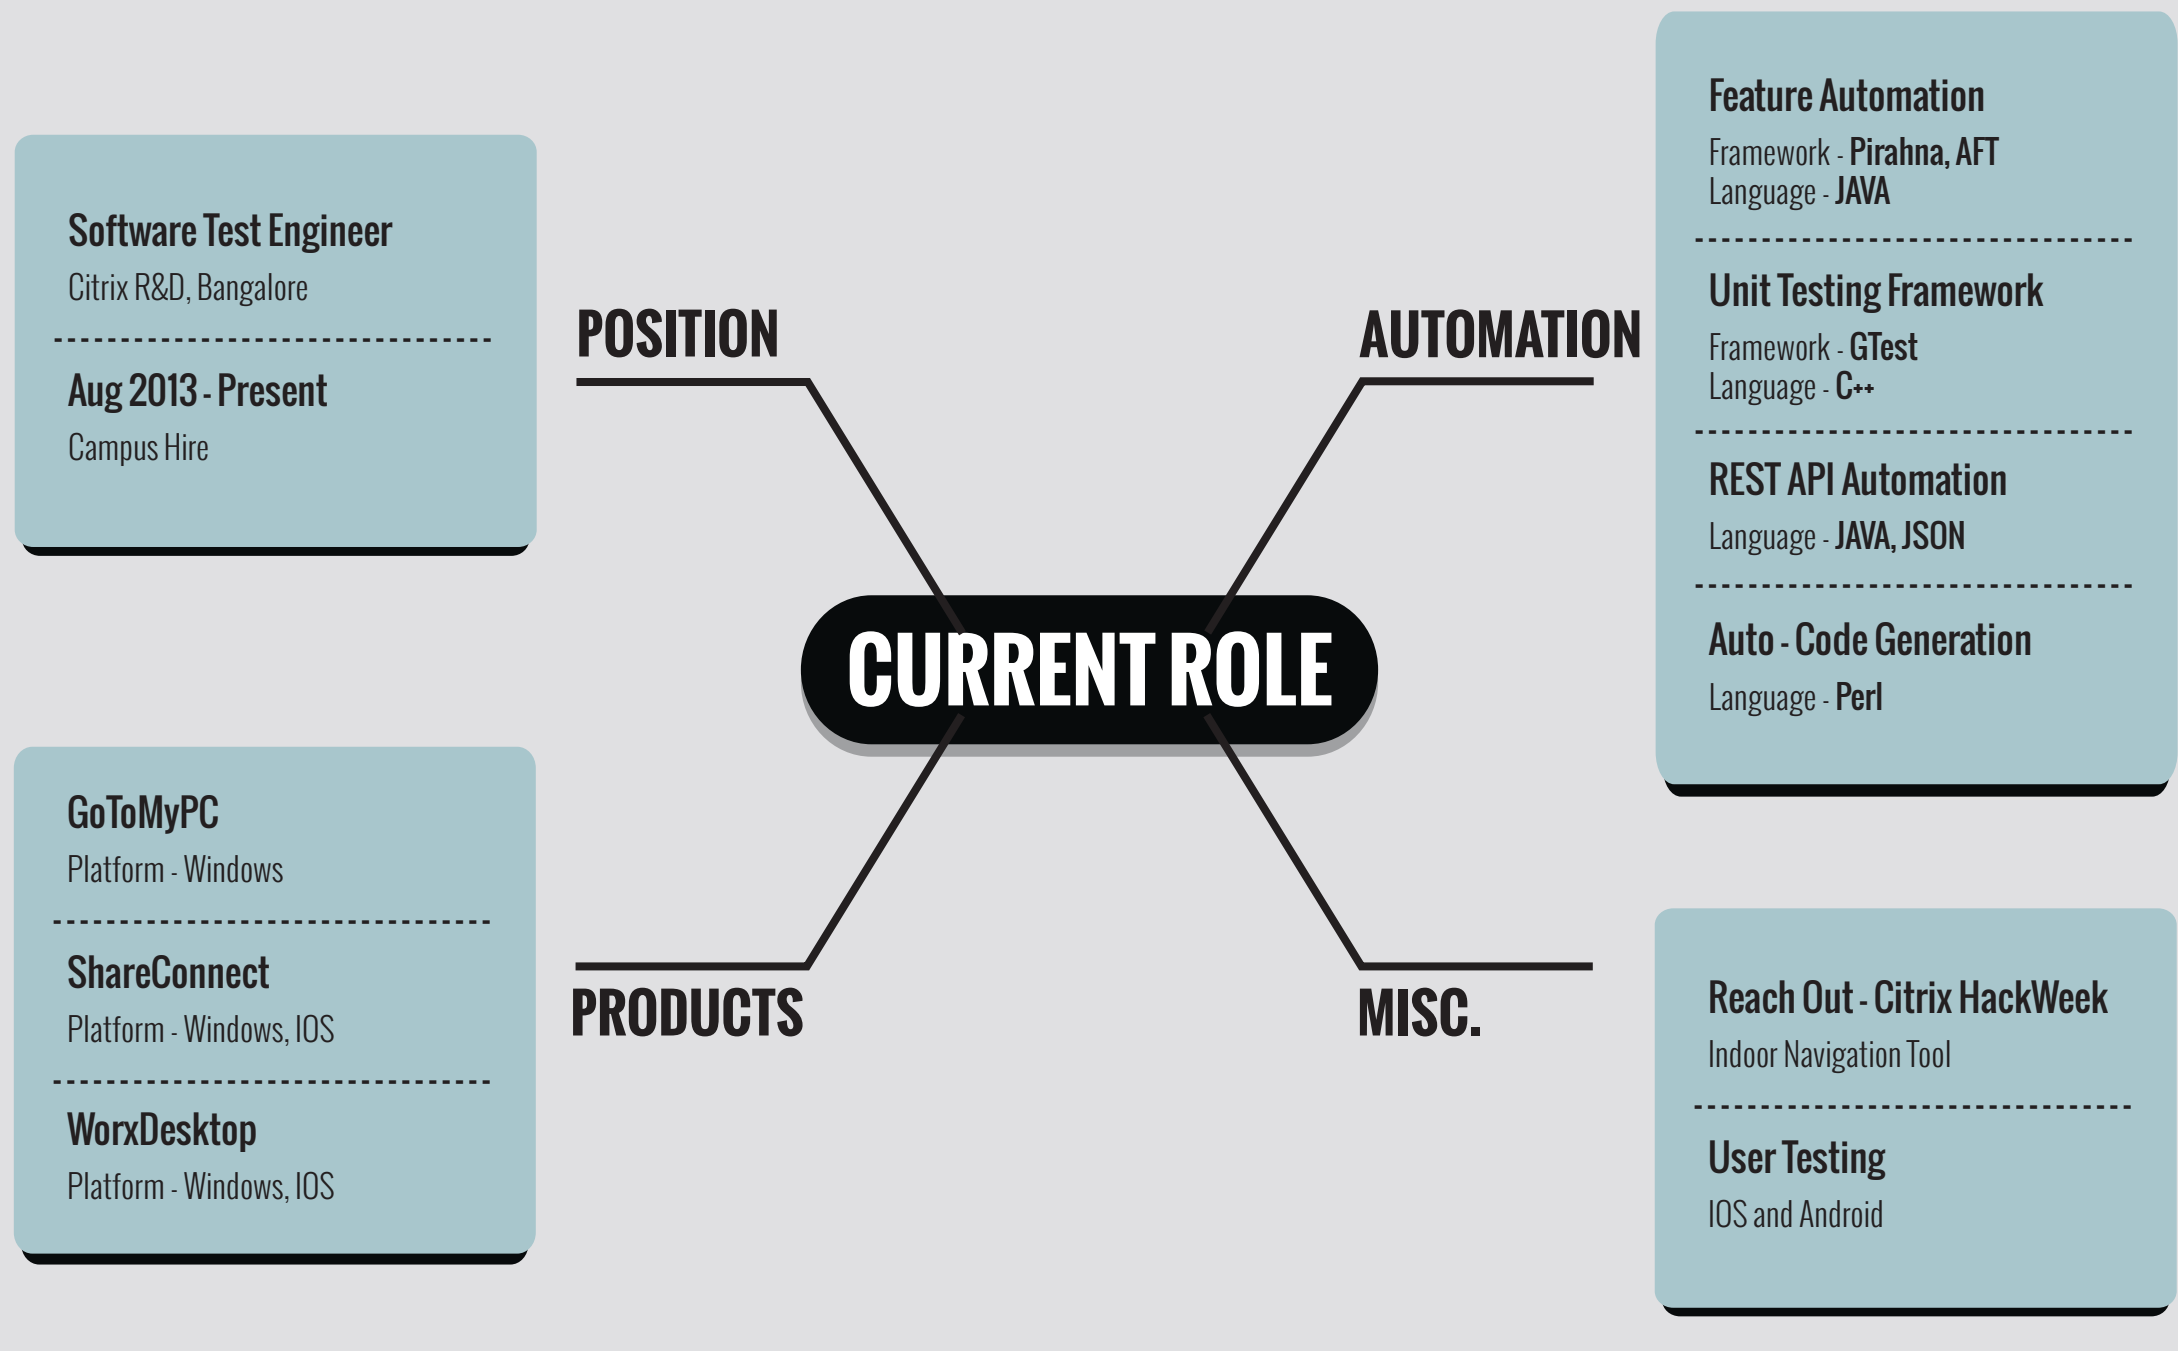 Software Test Engineer
Citrix R&D, Bangalore
Aug 2013 - Present
Campus Hire
POSITION
AUTOMATION
Feature Automation
Framework - Pirahna, AFT
Language - JAVA
Unit Testing Framework
Framework - GTest
Language - C++
REST API Automation
Language - JAVA, JSON
Auto - Code Generation
Language - Perl
CURRENT ROLE
GoToMyPC
Platform - Windows
ShareConnect
Platform - Windows, IOS
WorxDesktop
Platform - Windows, IOS
PRODUCTS
MISC.
Reach Out - Citrix HackWeek
Indoor Navigation Tool
User Testing
IOS and Android